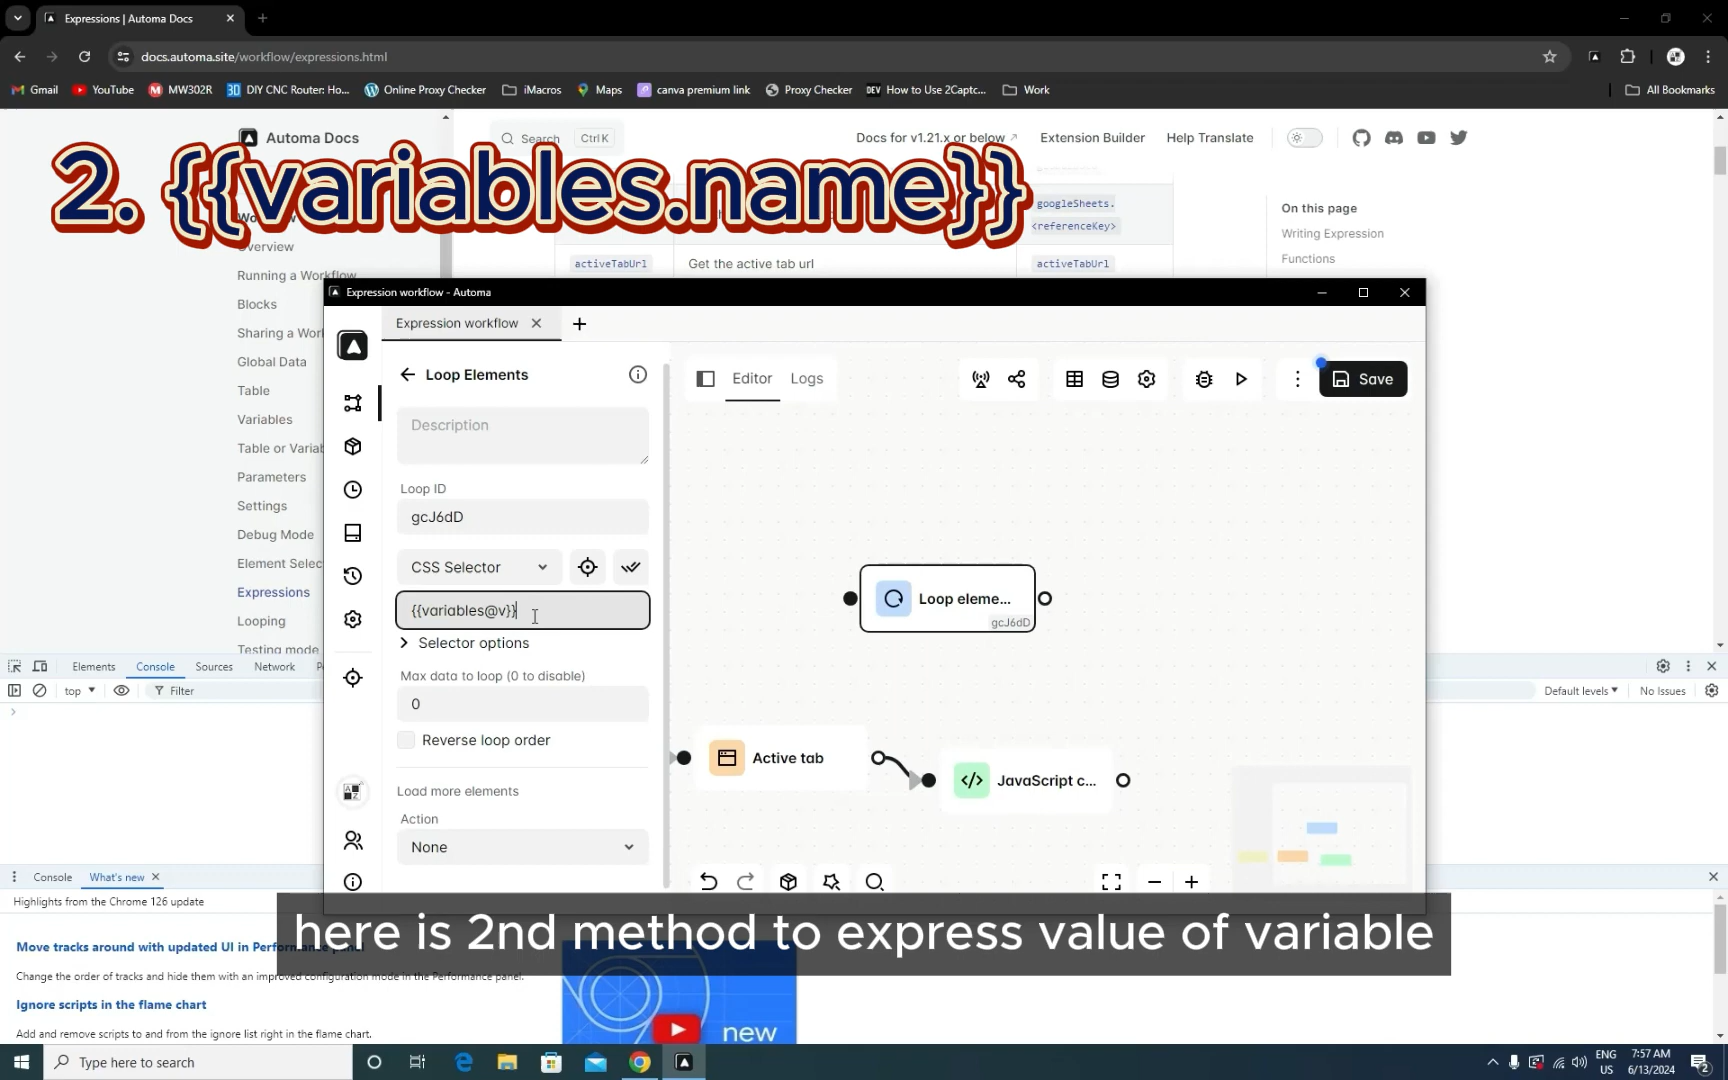 Expressions | Automa Docs
docs.automa.site/workflow/expressions.html
Gmail YouTube MW302R DIY CNC Router: Ho... Online Proxy Checker iMacros Maps canva premium link Proxy Checker How to Use 2Captc... Work All Bookmarks
Automa Docs Search Ctrl K Docs for v1.21.x or below Extension Builder Help Translate
2. {{variables.name}}
googleSheets.
<referenceKey>
On this page
Writing Expression
Functions
activeTabUrl Get the active tab url activeTabUrl
Overview
Running a Workflow
Blocks
Sharing a Wor
Global Data
Table
Variables
Table or Variab
Parameters
Settings
Debug Mode
Element Selec
Expressions
Looping
Testing mode
Expression workflow - Automa
Expression workflow
Loop Elements
Editor Logs
Save
Description
Loop ID
gcJ6dD
CSS Selector
{{variables@v}}
Selector options
Max data to loop (0 to disable)
0
Reverse loop order
Load more elements
Action
None
Loop eleme...
gcJ6dD
Active tab
JavaScript c...
Elements Console Sources Network
top Filter
Default levels No Issues
Console What's new
Highlights from the Chrome 126 update
here is 2nd method to express value of variable
Move tracks around with updated UI in Performance panel
Change the order of tracks and hide them with an improved configuration mode in the Performance panel.
Ignore scripts in the flame chart
Add and remove scripts to and from the ignore list right in the flame chart.
new
Type here to search
ENG
US
7:57 AM
6/13/2024
2